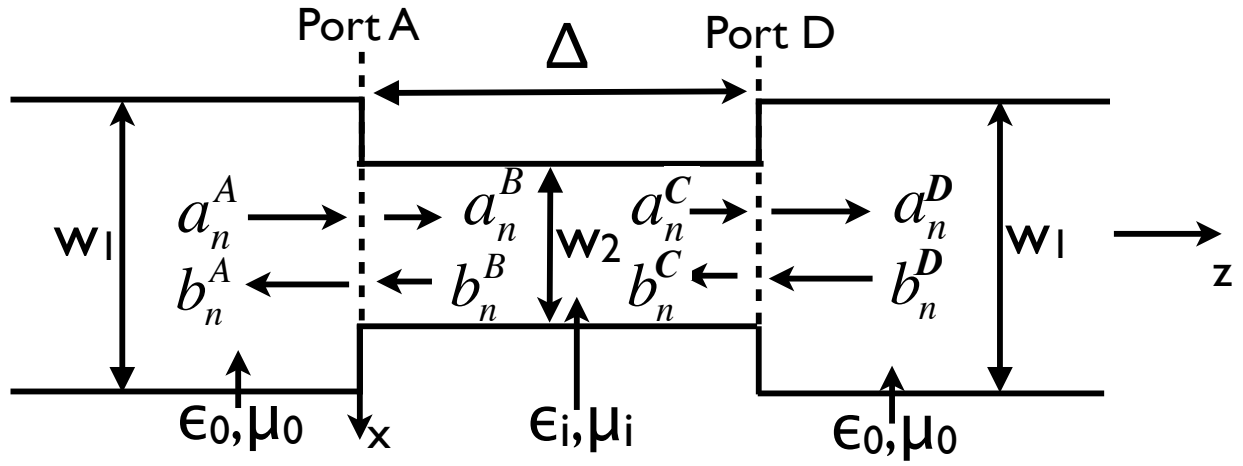 Port A
Port D
Δ
a_n^A a_n^B a_n^C a_n^D
w1 w2 w1
b_n^A b_n^B b_n^C b_n^D
z
ϵ0,μ0 x ϵi,μi ϵ0,μ0